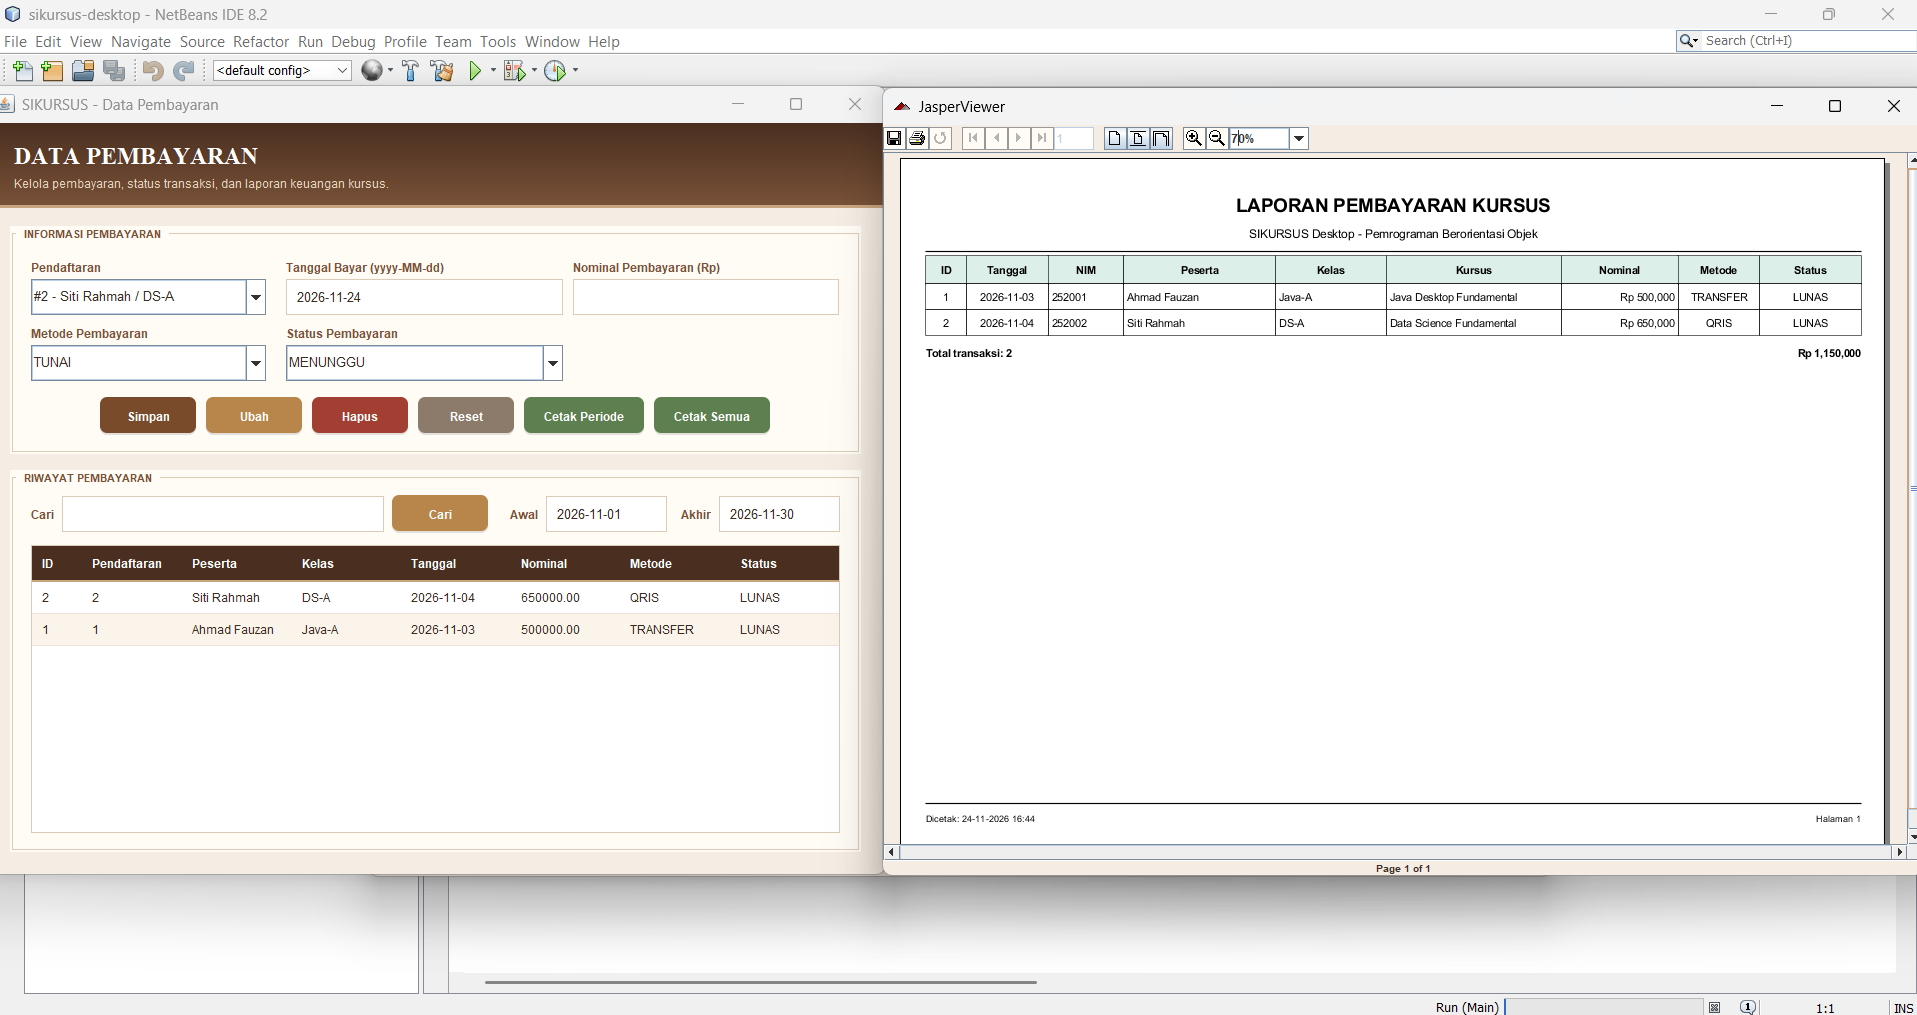 sikursus-desktop - NetBeans IDE 8.2
File Edit View Navigate Source Refactor Run Debug Profile Team Tools Window Help
Search (Ctrl+I)
<default config>
SIKURSUS - Data Pembayaran
DATA PEMBAYARAN
Kelola pembayaran, status transaksi, dan laporan keuangan kursus.
INFORMASI PEMBAYARAN
Pendaftaran Tanggal Bayar (yyyy-MM-dd) Nominal Pembayaran (Rp)
#2 - Siti Rahmah / DS-A 2026-11-24
Metode Pembayaran Status Pembayaran
TUNAI MENUNGGU
Simpan Ubah Hapus Reset Cetak Periode Cetak Semua
RIWAYAT PEMBAYARAN
Cari Cari Awal 2026-11-01 Akhir 2026-11-30
ID Pendaftaran Peserta Kelas Tanggal Nominal Metode Status
2 2 Siti Rahmah DS-A 2026-11-04 650000.00 QRIS LUNAS
1 1 Ahmad Fauzan Java-A 2026-11-03 500000.00 TRANSFER LUNAS
JasperViewer
1 70%
LAPORAN PEMBAYARAN KURSUS
SIKURSUS Desktop - Pemrograman Berorientasi Objek
ID Tanggal NIM Peserta Kelas Kursus Nominal Metode Status
1 2026-11-03 252001 Ahmad Fauzan Java-A Java Desktop Fundamental Rp 500,000 TRANSFER LUNAS
2 2026-11-04 252002 Siti Rahmah DS-A Data Science Fundamental Rp 650,000 QRIS LUNAS
Total transaksi: 2 Rp 1,150,000
Dicetak: 24-11-2026 16:44 Halaman 1
Page 1 of 1
Run (Main) 1 1:1 INS